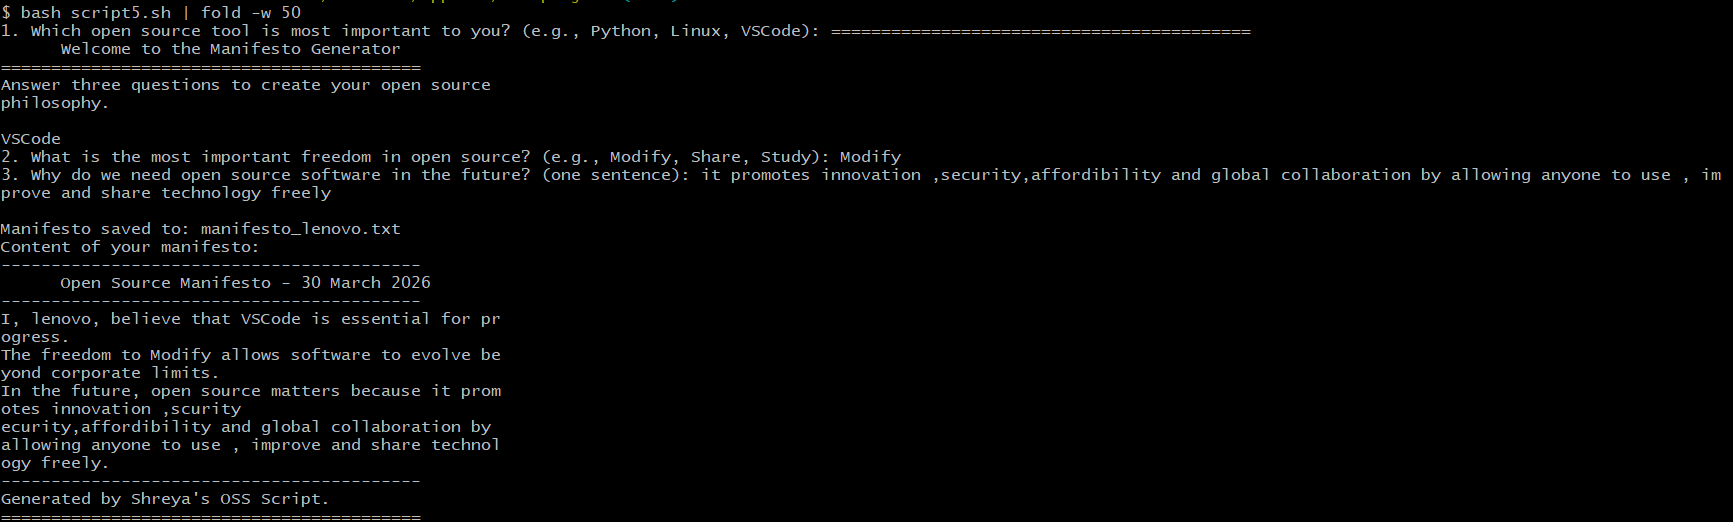 $ bash script5.sh | fold -w 50
1. Which open source tool is most important to you? (e.g., Python, Linux, VSCode): ==========================================
      Welcome to the Manifesto Generator
==========================================
Answer three questions to create your open source
philosophy.

VSCode
2. What is the most important freedom in open source? (e.g., Modify, Share, Study): Modify
3. Why do we need open source software in the future? (one sentence): it promotes innovation ,security,affordibility and global collaboration by allowing anyone to use , im
prove and share technology freely

Manifesto saved to: manifesto_lenovo.txt
Content of your manifesto:
------------------------------------------
      Open Source Manifesto - 30 March 2026
------------------------------------------
I, lenovo, believe that VSCode is essential for pr
ogress.
The freedom to Modify allows software to evolve be
yond corporate limits.
In the future, open source matters because it prom
otes innovation ,scurity
ecurity,affordibility and global collaboration by
allowing anyone to use , improve and share technol
ogy freely.
------------------------------------------
Generated by Shreya's OSS Script.
==========================================